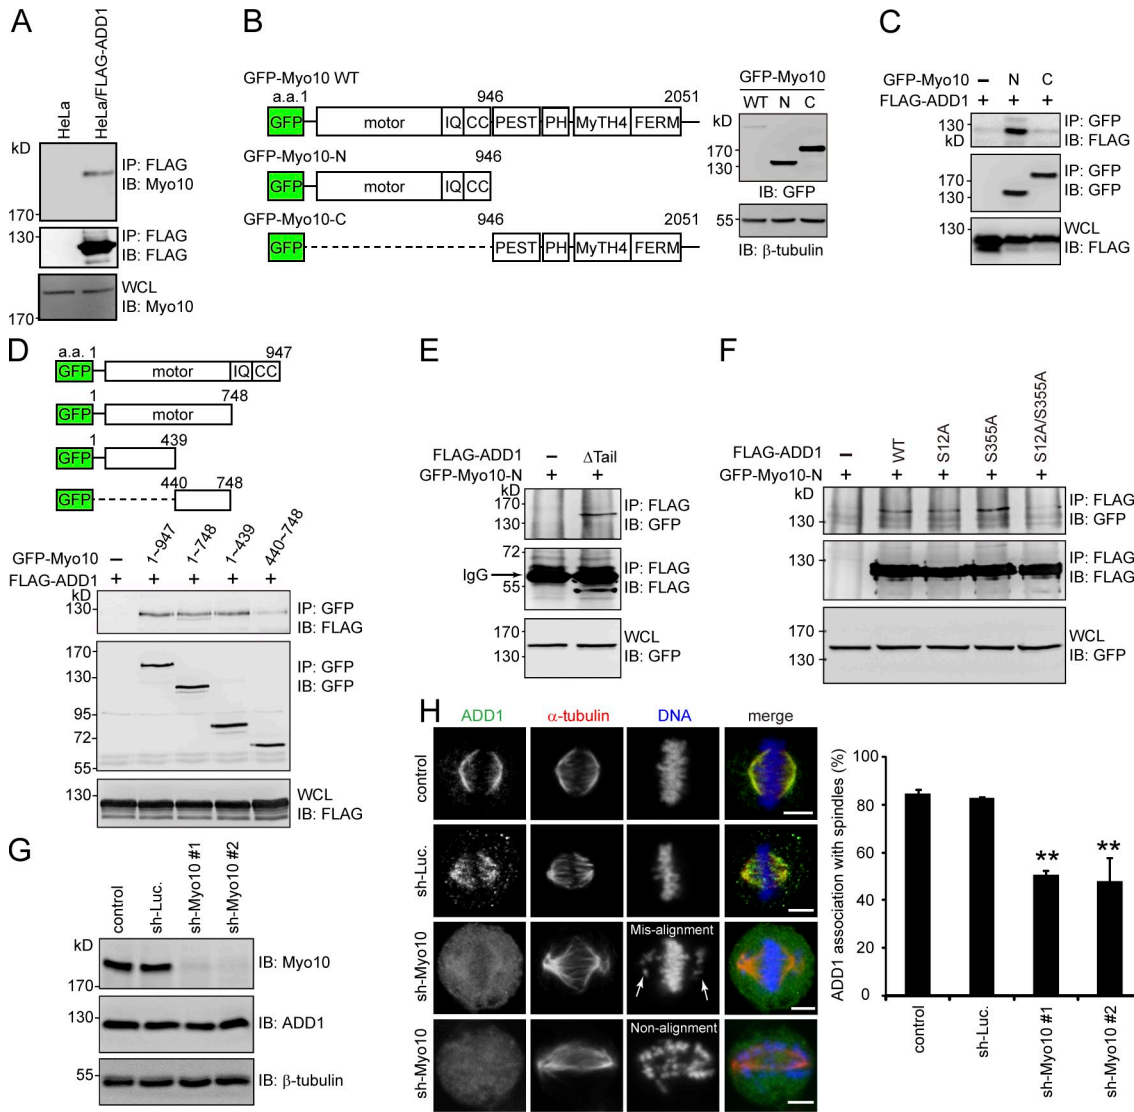 A
HeLa
HeLa/FLAG-ADD1
kD
IP: FLAG
IB: Myo10
170
130
IP: FLAG
IB: FLAG
WCL
IB: Myo10
170
B
GFP-Myo10 WT
a.a. 1 946 2051
GFP motor IQ CC PEST PH MyTH4 FERM
GFP-Myo10-N 946
GFP motor IQ CC
GFP-Myo10-C 946 2051
GFP PEST PH MyTH4 FERM
GFP-Myo10
WT N C
kD
170
130
IB: GFP
55
IB: β-tubulin
C
GFP-Myo10 – N C
FLAG-ADD1 + + +
130
kD
IP: GFP
IB: FLAG
170
130
IP: GFP
IB: GFP
130
WCL
IB: FLAG
D
a.a. 1 947
GFP motor IQ CC
1 748
GFP motor
1 439
GFP
440 748
GFP
GFP-Myo10 – 1~947 1~748 1~439 440~748
FLAG-ADD1 + + + + +
kD
130
IP: GFP
IB: FLAG
170
130
95
72
55
IP: GFP
IB: GFP
130
WCL
IB: FLAG
E
FLAG-ADD1 – ΔTail
GFP-Myo10-N + +
kD
170
130
IP: FLAG
IB: GFP
72
IgG
55
IP: FLAG
IB: FLAG
170
130
WCL
IB: GFP
F
FLAG-ADD1 – WT S12A S355A S12A/S355A
GFP-Myo10-N + + + + +
kD
130
IP: FLAG
IB: GFP
130
IP: FLAG
IB: FLAG
170
130
WCL
IB: GFP
G
control sh-Luc. sh-Myo10 #1 sh-Myo10 #2
kD
170
IB: Myo10
130
IB: ADD1
55
IB: β-tubulin
H
ADD1 α-tubulin DNA merge
control
sh-Luc.
sh-Myo10
Mis-alignment
sh-Myo10
Non-alignment
ADD1 association with spindles (%)
100
80
60
40
20
0
** **
control sh-Luc. sh-Myo10 #1 sh-Myo10 #2